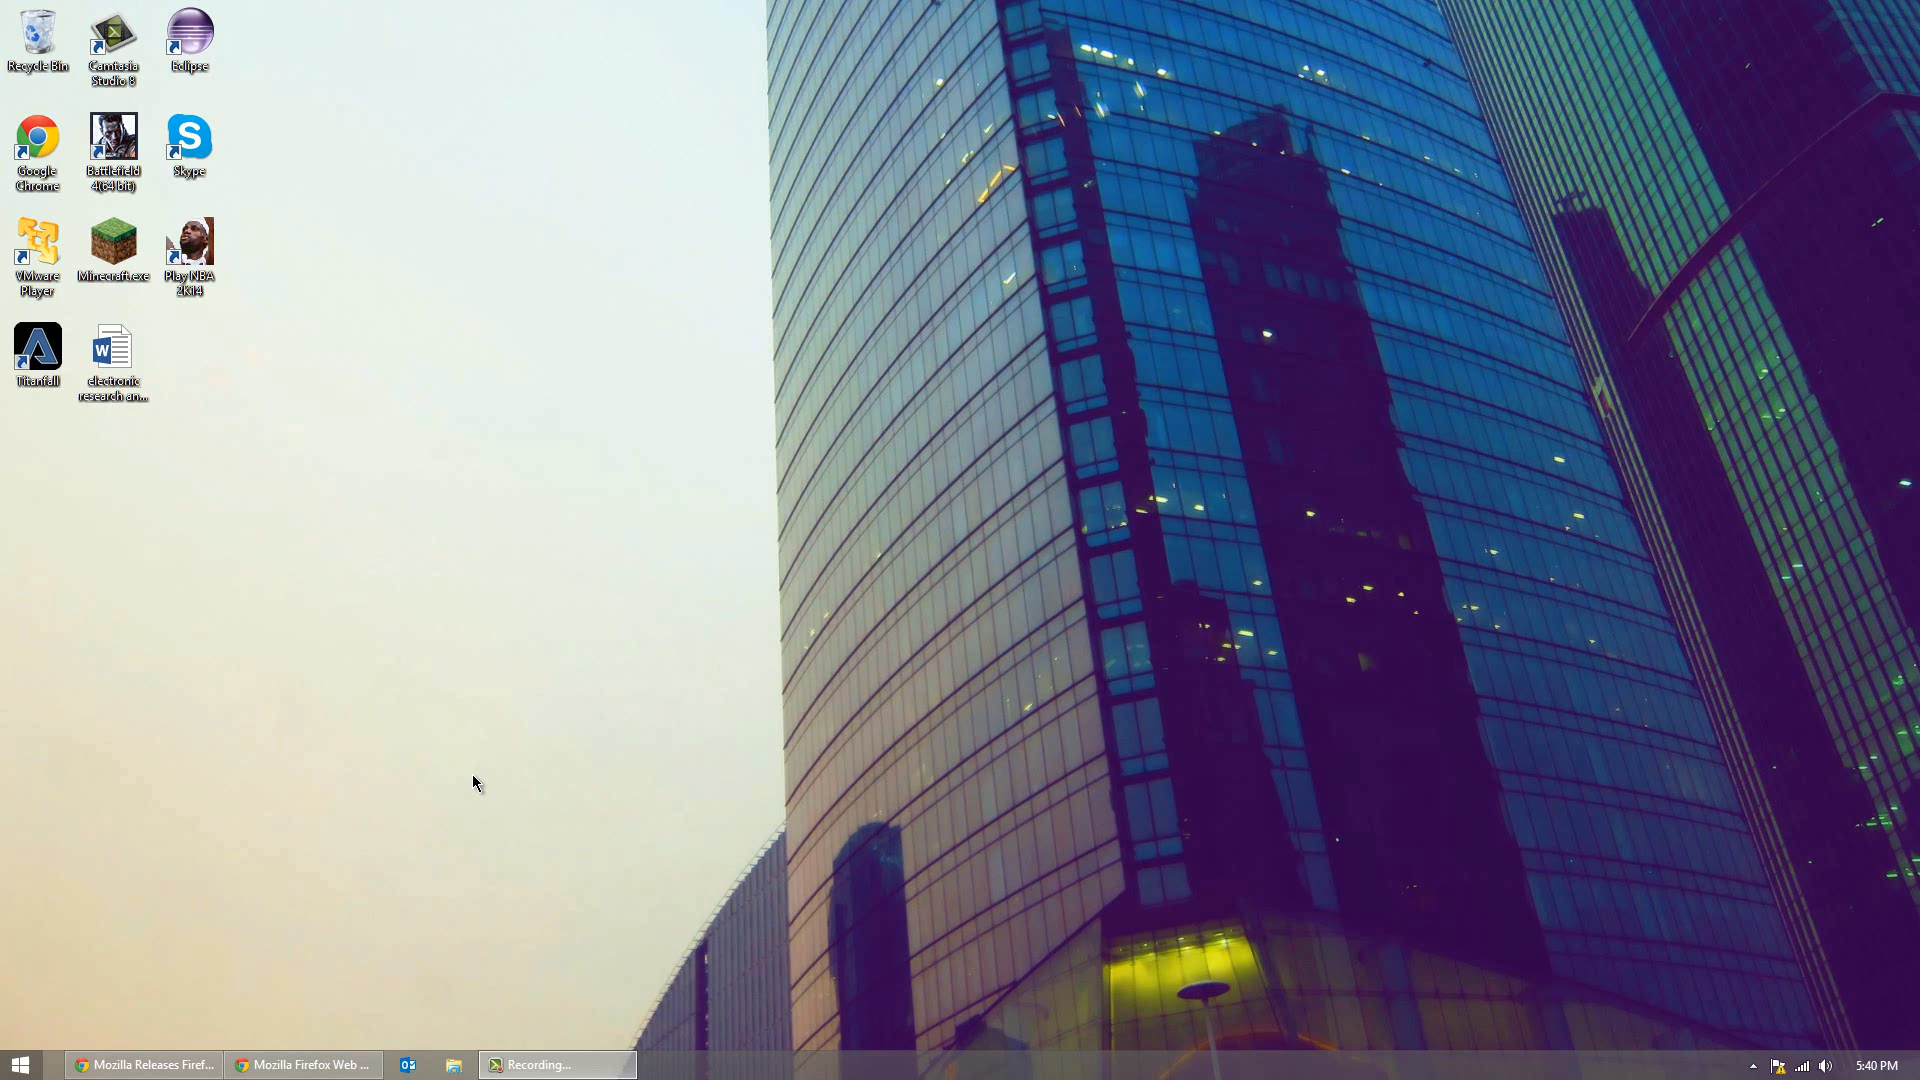 Recycle Bin
Camtasia
Studio 8
Eclipse
Google
Chrome
Battlefield
4(64 bit)
Skype
VMware
Player
Minecraft.exe
Play NBA
2K14
Titanfall
electronic
research an...
Mozilla Releases Firef...
Mozilla Firefox Web ...
Recording...
5:40 PM